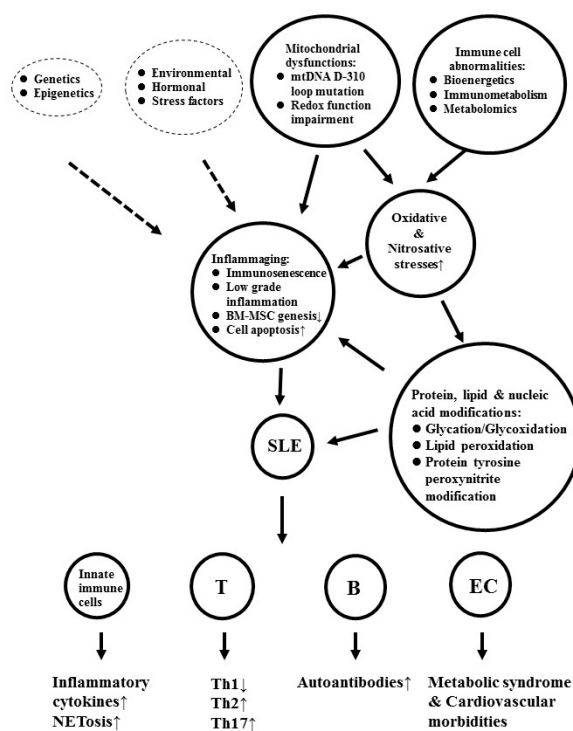 ● Genetics
● Epigenetics
● Environmental
● Hormonal
● Stress factors
Mitochondrial
dysfunctions:
● mtDNA D-310
loop mutation
● Redox function
impairment
Immune cell
abnormalities:
● Bioenergetics
● Immunometabolism
● Metabolomics
Oxidative
&
Nitrosative
stresses↑
Inflammaging:
● Immunosenescence
● Low grade
inflammation
● BM-MSC genesis↓
● Cell apoptosis↑
Protein, lipid & nucleic
acid modifications:
● Glycation/Glycoxidation
● Lipid peroxidation
● Protein tyrosine
peroxynitrite
modification
SLE
Innate
immune
cells
T
B
EC
Inflammatory
cytokines↑
NETosis↑
Th1↓
Th2↑
Th17↑
Autoantibodies↑
Metabolic syndrome
& Cardiovascular
morbidities